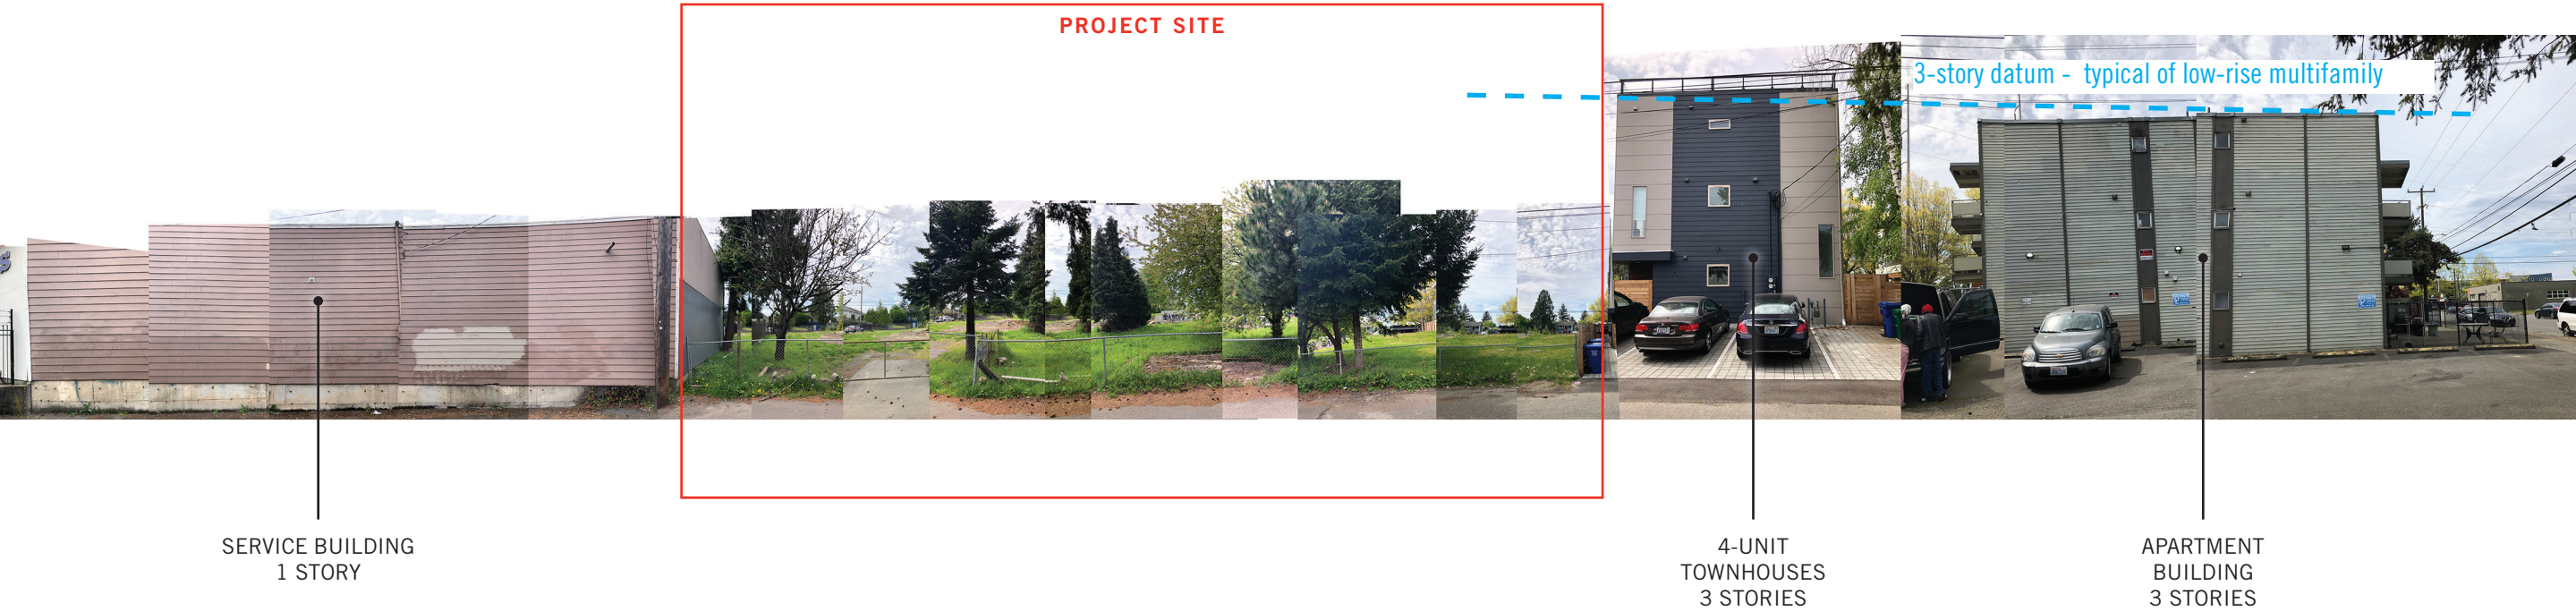 PROJECT SITE
3-story datum - typical of low-rise multifamily
SERVICE BUILDING
1 STORY
4-UNIT
TOWNHOUSES
3 STORIES
APARTMENT
BUILDING
3 STORIES